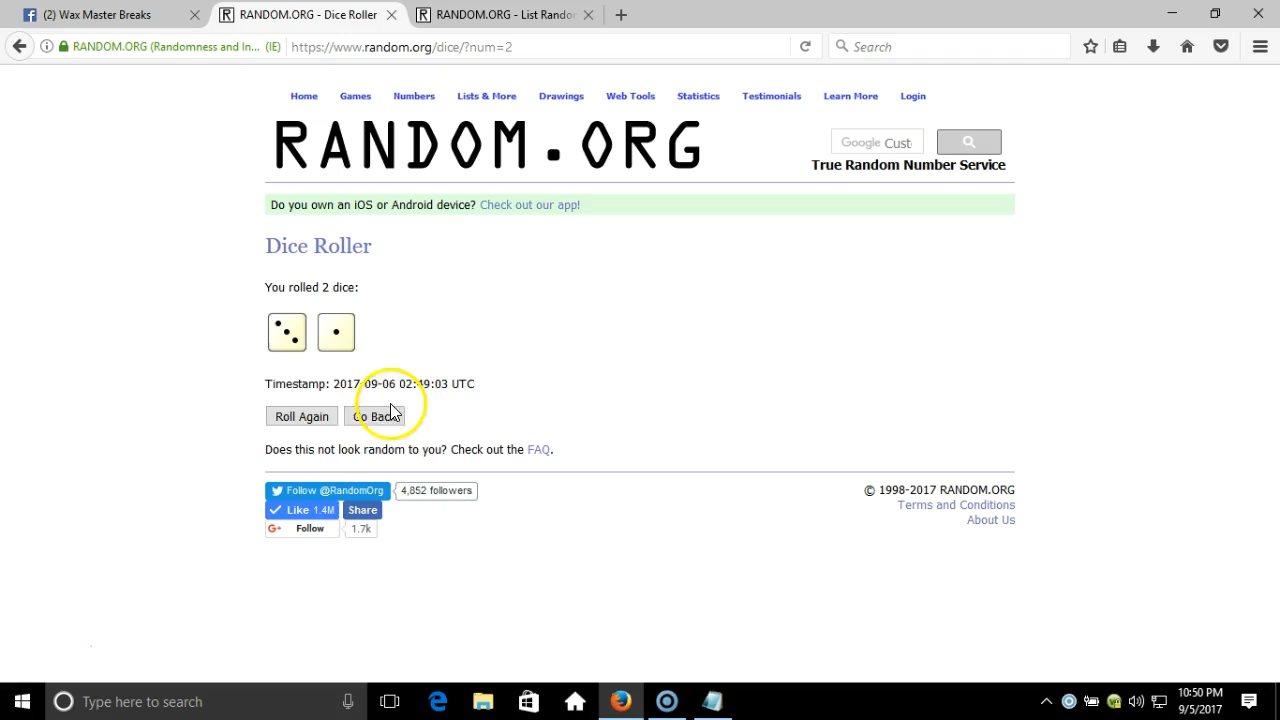 (2) Wax Master Breaks
RANDOM.ORG - Dice Roller
RANDOM.ORG - List Rando
RANDOM.ORG (Randomness and In... (IE)
https://www.random.org/dice/?num=2
Search
Home Games Numbers Lists & More Drawings Web Tools Statistics Testimonials Learn More Login
RANDOM.ORG
Google Cust
True Random Number Service
Do you own an iOS or Android device? Check out our app!
Dice Roller
You rolled 2 dice:
Timestamp: 2017-09-06 02:49:03 UTC
Roll Again Go Back
Does this not look random to you? Check out the FAQ.
Follow @RandomOrg 4,852 followers
Like 1.4M Share
G+ Follow 1.7k
© 1998-2017 RANDOM.ORG
Terms and Conditions
About Us
Type here to search
10:50 PM
9/5/2017